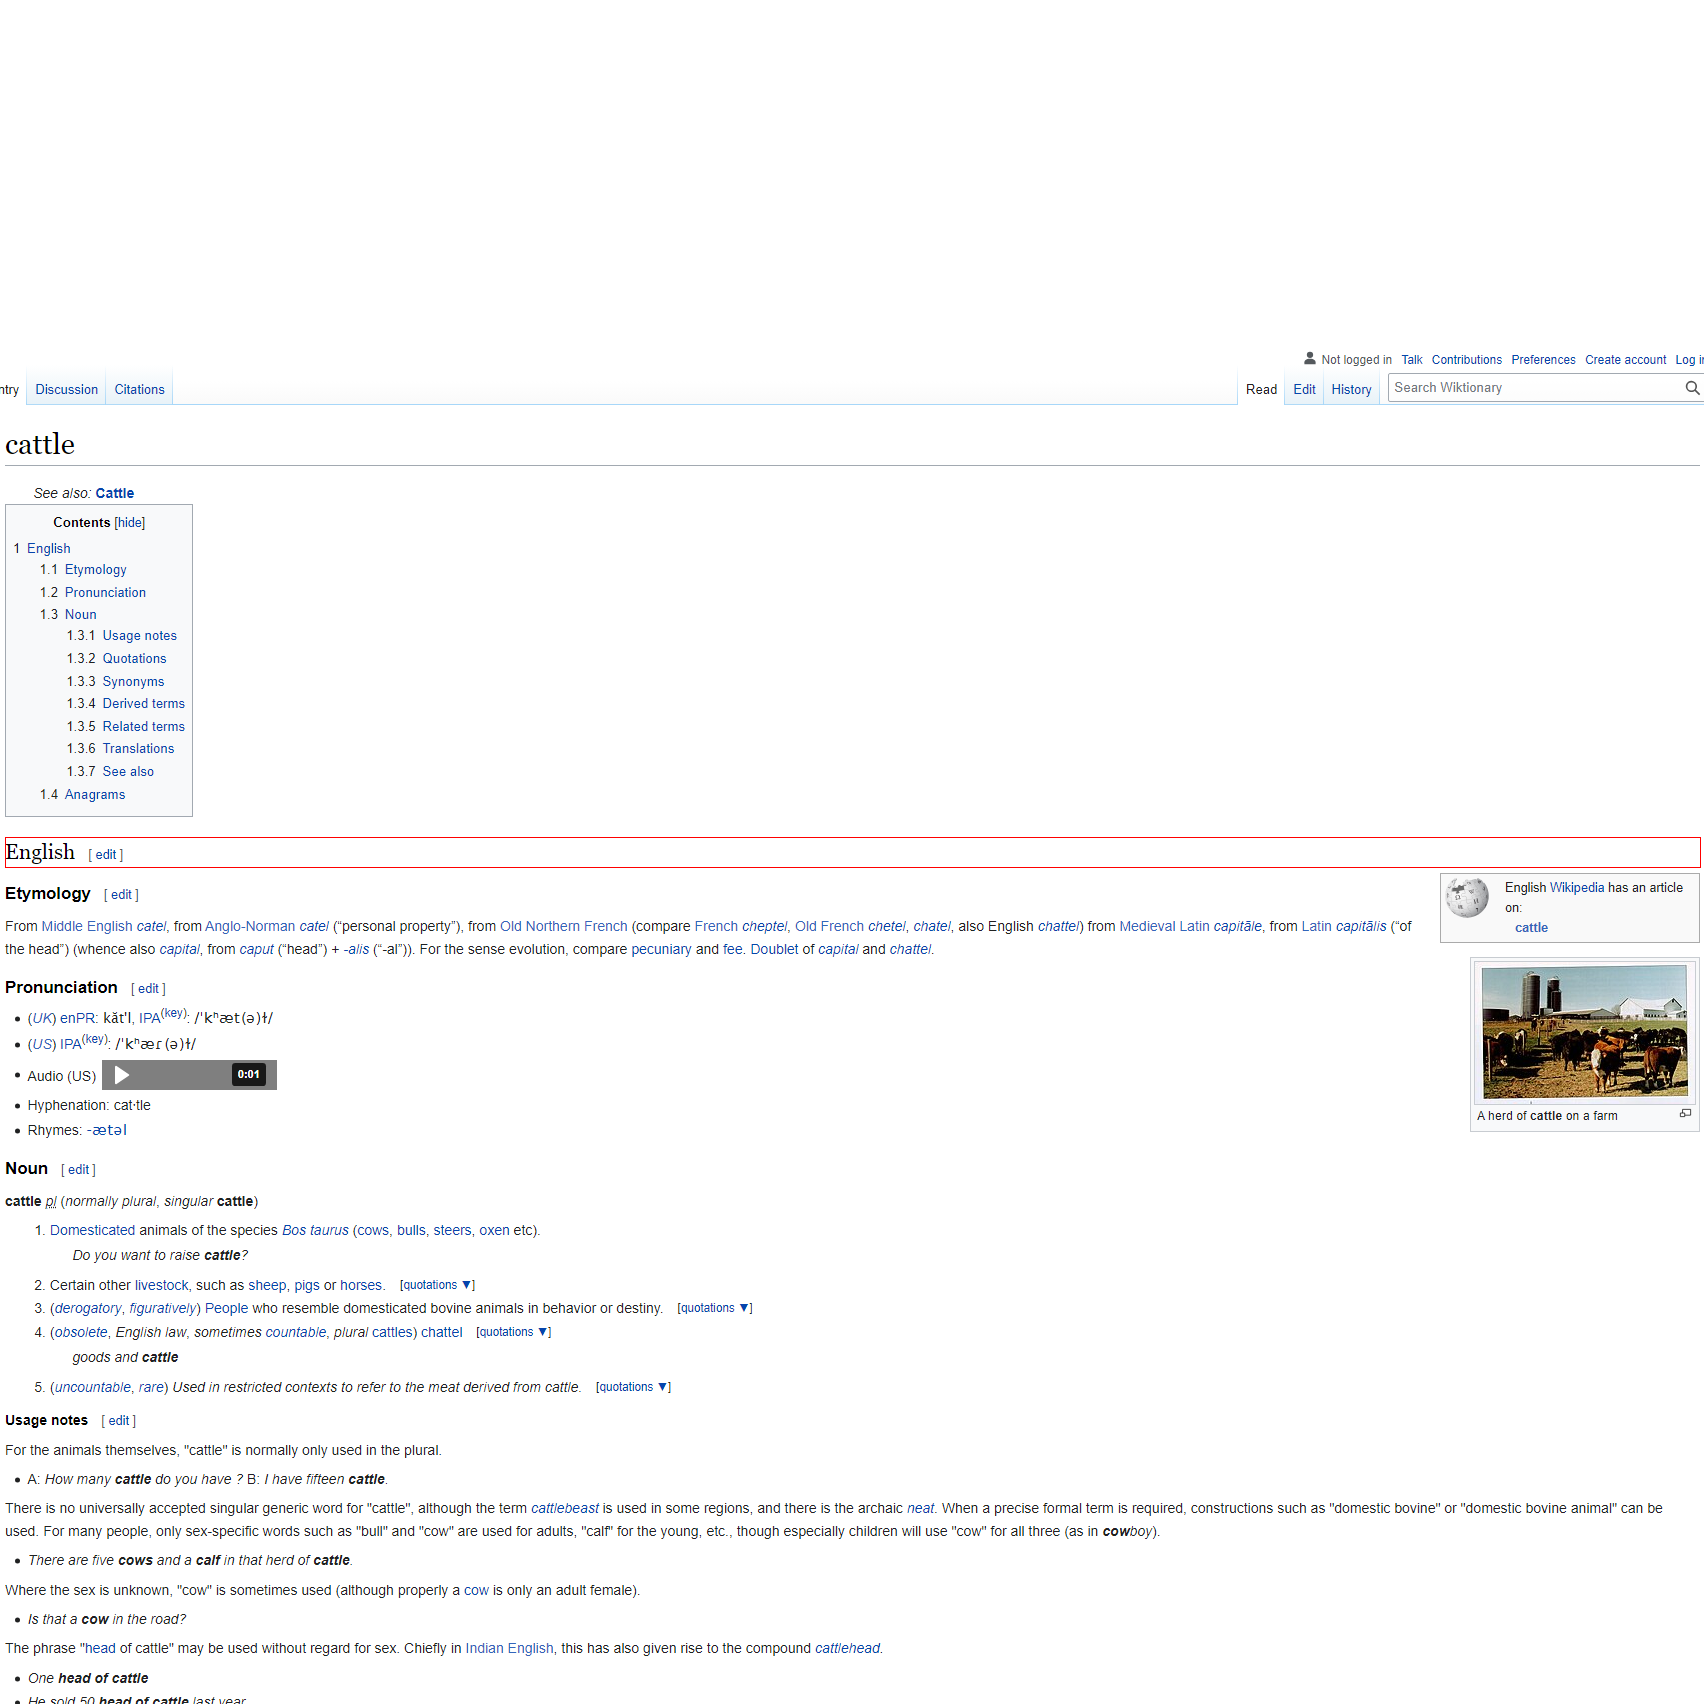 Not logged in Talk Contributions Preferences Create account Log in
ntry Discussion Citations Read Edit History Search Wiktionary
cattle
See also: Cattle
Contents [hide]
1 English
1.1 Etymology
1.2 Pronunciation
1.3 Noun
1.3.1 Usage notes
1.3.2 Quotations
1.3.3 Synonyms
1.3.4 Derived terms
1.3.5 Related terms
1.3.6 Translations
1.3.7 See also
1.4 Anagrams
English [ edit ]
Etymology [ edit ]
English Wikipedia has an article
on:
cattle
From Middle English catel, from Anglo-Norman catel (“personal property”), from Old Northern French (compare French cheptel, Old French chetel, chatel, also English chattel) from Medieval Latin capitāle, from Latin capitālis (“of
the head”) (whence also capital, from caput (“head”) + -alis (“-al”)). For the sense evolution, compare pecuniary and fee. Doublet of capital and chattel.
A herd of cattle on a farm
Pronunciation [ edit ]
• (UK) enPR: kăt'l, IPA(key): /ˈkʰæt(ə)ɫ/
• (US) IPA(key): /ˈkʰæɾ(ə)ɫ/
• Audio (US) 0:01
• Hyphenation: cat‧tle
• Rhymes: -ætəl
Noun [ edit ]
cattle pl (normally plural, singular cattle)
1. Domesticated animals of the species Bos taurus (cows, bulls, steers, oxen etc).
Do you want to raise cattle?
2. Certain other livestock, such as sheep, pigs or horses. [quotations ▼]
3. (derogatory, figuratively) People who resemble domesticated bovine animals in behavior or destiny. [quotations ▼]
4. (obsolete, English law, sometimes countable, plural cattles) chattel [quotations ▼]
goods and cattle
5. (uncountable, rare) Used in restricted contexts to refer to the meat derived from cattle. [quotations ▼]
Usage notes [ edit ]
For the animals themselves, "cattle" is normally only used in the plural.
• A: How many cattle do you have ? B: I have fifteen cattle.
There is no universally accepted singular generic word for "cattle", although the term cattlebeast is used in some regions, and there is the archaic neat. When a precise formal term is required, constructions such as "domestic bovine" or "domestic bovine animal" can be
used. For many people, only sex-specific words such as "bull" and "cow" are used for adults, "calf" for the young, etc., though especially children will use "cow" for all three (as in cowboy).
• There are five cows and a calf in that herd of cattle.
Where the sex is unknown, "cow" is sometimes used (although properly a cow is only an adult female).
• Is that a cow in the road?
The phrase "head of cattle" may be used without regard for sex. Chiefly in Indian English, this has also given rise to the compound cattlehead.
• One head of cattle
• He sold 50 head of cattle last year